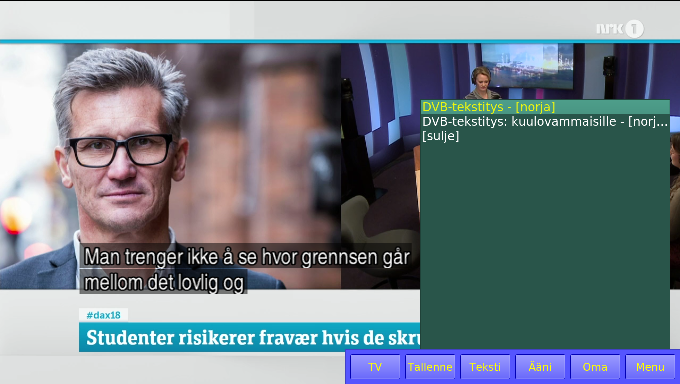 NRK 1
DVB-tekstitys - [norja]
DVB-tekstitys: kuulovammaisille - [norj...
[sulje]
Man trenger ikke å se hvor grennsen går
mellom det lovlig og
#dax18
Studenter risikerer fravær hvis de skru
TV
Tallenne
Teksti
Ääni
Oma
Menu